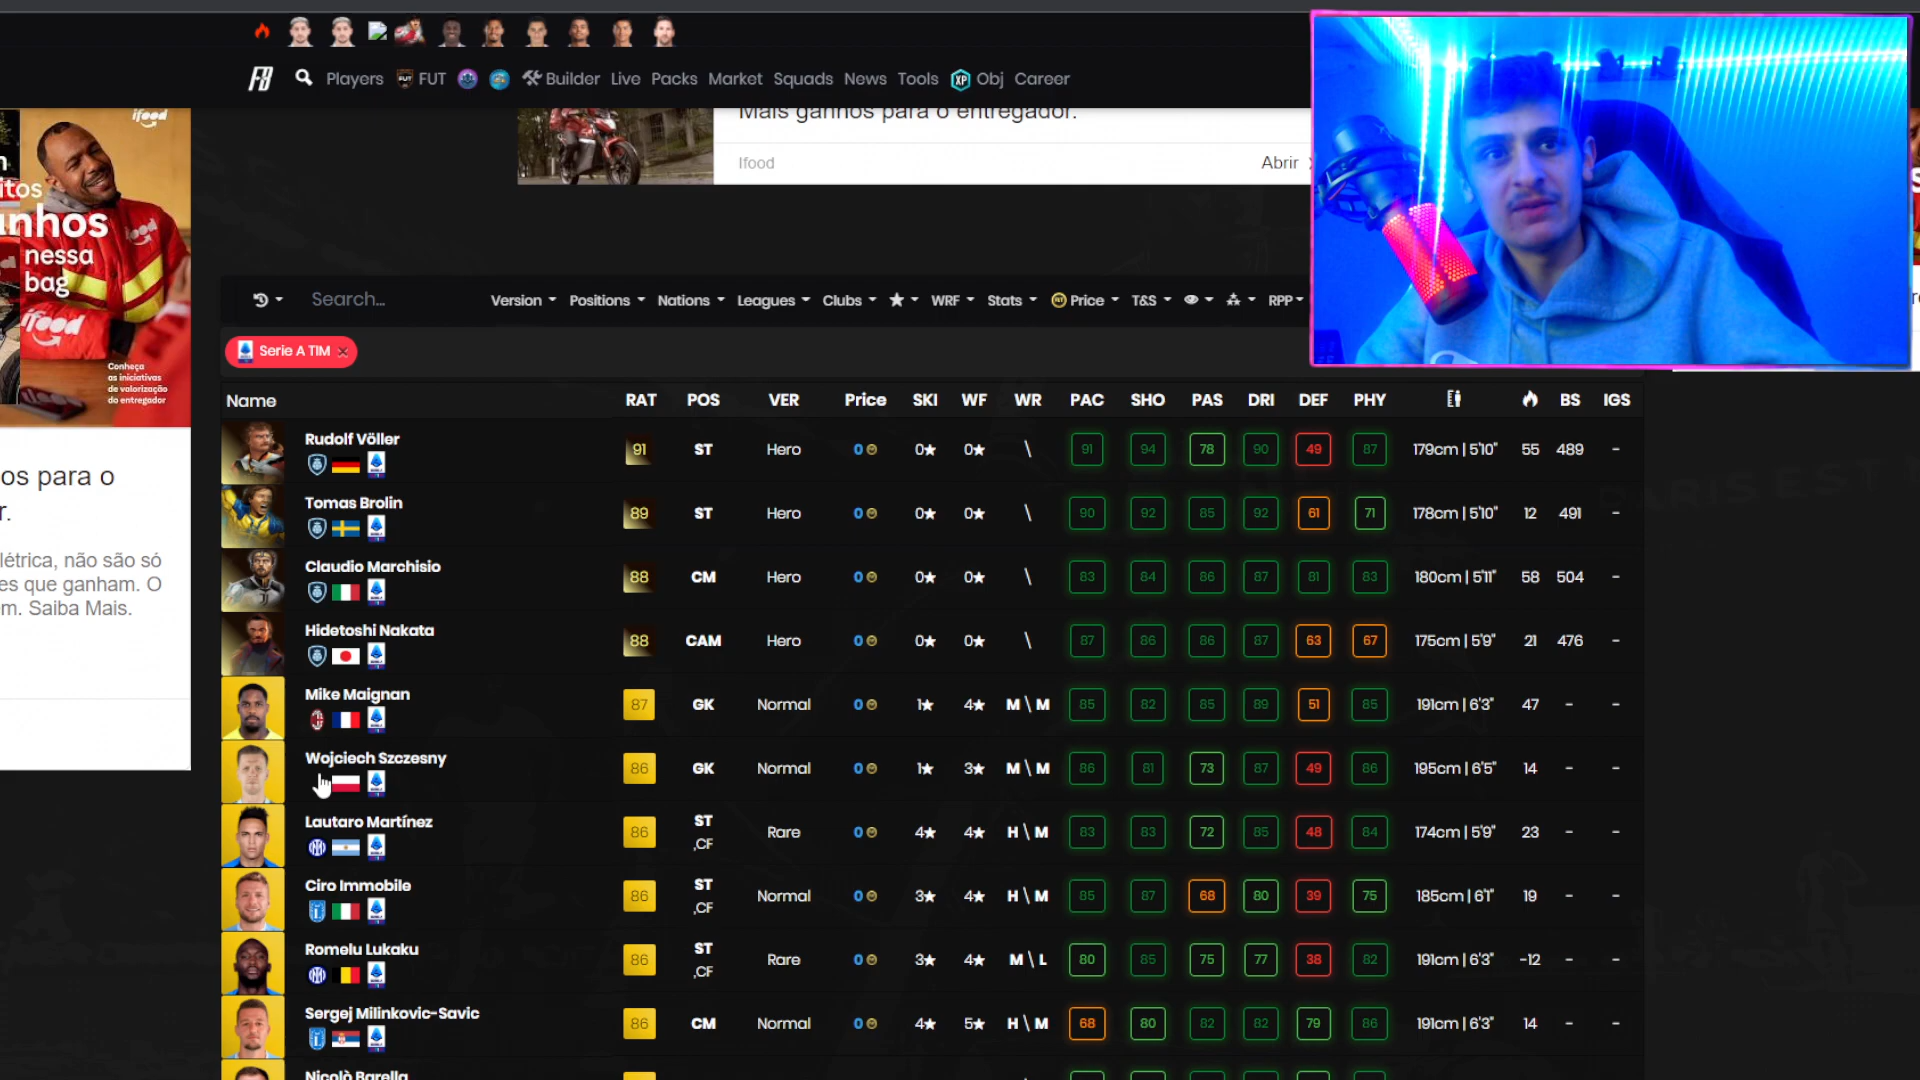 Players FUT Builder Live Packs Market Squads News Tools XP Obj Career
ifood
itos
nhos
nessa
bag
ifood
Conheça
as iniciativas
de valorização
do entregador
Mais ganhos para o entregador.
Ifood
Abrir
os para o
r.
létrica, não são só
es que ganham. O
m. Saiba Mais.
Search... Version Positions Nations Leagues Clubs WRF Stats Price T&S RPP
Serie A TIM
Name RAT POS VER Price SKI WF WR PAC SHO PAS DRI DEF PHY BS IGS
Rudolf Völler 91 ST Hero 0 0★ 0★ \ 91 94 78 90 49 87 179cm | 5'10" 55 489 -
Tomas Brolin 89 ST Hero 0 0★ 0★ \ 90 92 85 92 61 71 178cm | 5'10" 12 491 -
Claudio Marchisio 88 CM Hero 0 0★ 0★ \ 83 84 86 87 81 83 180cm | 5'11" 58 504 -
Hidetoshi Nakata 88 CAM Hero 0 0★ 0★ \ 87 86 86 87 63 67 175cm | 5'9" 21 476 -
Mike Maignan 87 GK Normal 0 1★ 4★ M \ M 85 82 85 89 51 85 191cm | 6'3" 47 - -
Wojciech Szczesny 86 GK Normal 0 1★ 3★ M \ M 86 81 73 87 49 86 195cm | 6'5" 14 - -
Lautaro Martínez 86 ST ,CF Rare 0 4★ 4★ H \ M 83 83 72 85 48 84 174cm | 5'9" 23 - -
Ciro Immobile 86 ST ,CF Normal 0 3★ 4★ H \ M 85 87 68 80 39 75 185cm | 6'1" 19 - -
Romelu Lukaku 86 ST ,CF Rare 0 3★ 4★ M \ L 80 85 75 77 38 82 191cm | 6'3" -12 - -
Sergej Milinkovic-Savic 86 CM Normal 0 4★ 5★ H \ M 68 80 82 82 79 86 191cm | 6'3" 14 - -
Nicolò Barella